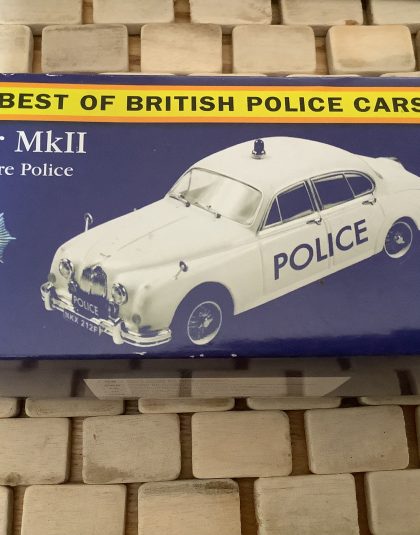 BEST OF BRITISH POLICE CARS
r MkII
re Police
POLICE
POLICE